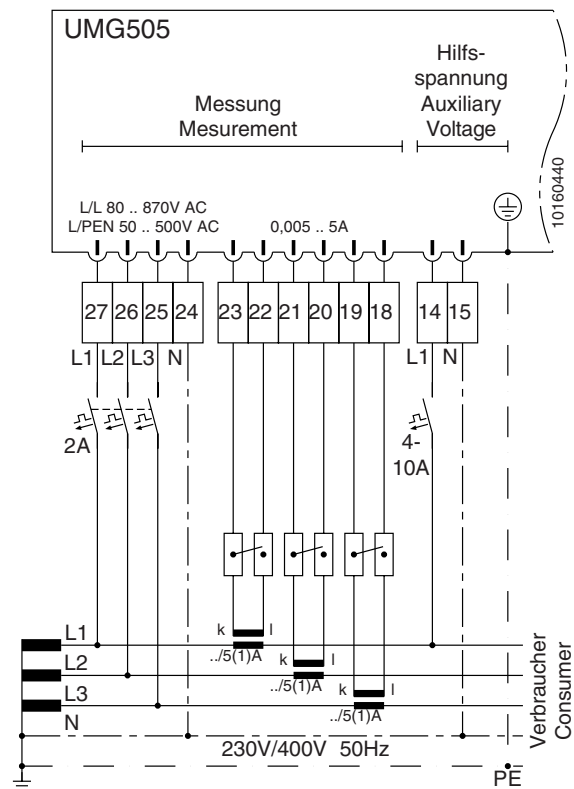 UMG505
Hilfs-
spannung
Auxiliary
Voltage
Messung
Mesurement
10160440
L/L 80 .. 870V AC
L/PEN 50 .. 500V AC
0,005 .. 5A
27 26 25 24 23 22 21 20 19 18 14 15
L1 L2 L3 N L1 N
2A
4-
10A
k l
L1
../5(1)A
k l
L2
../5(1)A
k l
L3
../5(1)A
N
230V/400V 50Hz
Verbraucher
Consumer
PE